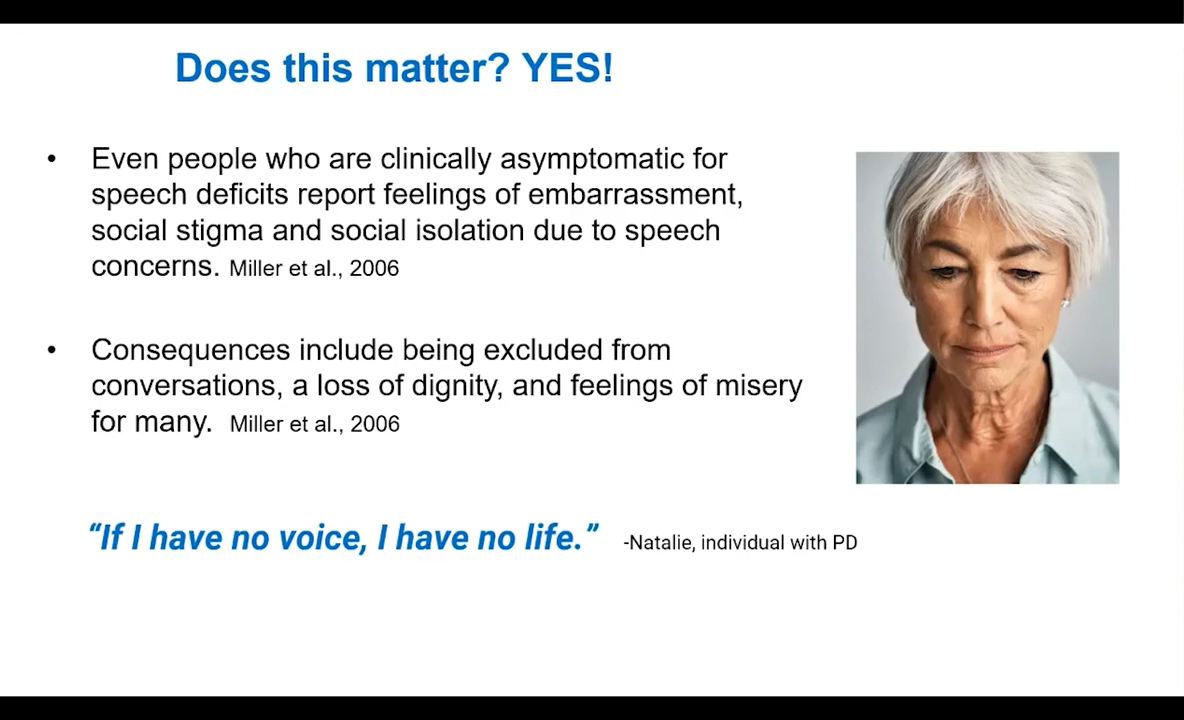 Does this matter? YES!
• Even people who are clinically asymptomatic for
speech deficits report feelings of embarrassment,
social stigma and social isolation due to speech
concerns. Miller et al., 2006
• Consequences include being excluded from
conversations, a loss of dignity, and feelings of misery
for many. Miller et al., 2006
“If I have no voice, I have no life.” -Natalie, individual with PD